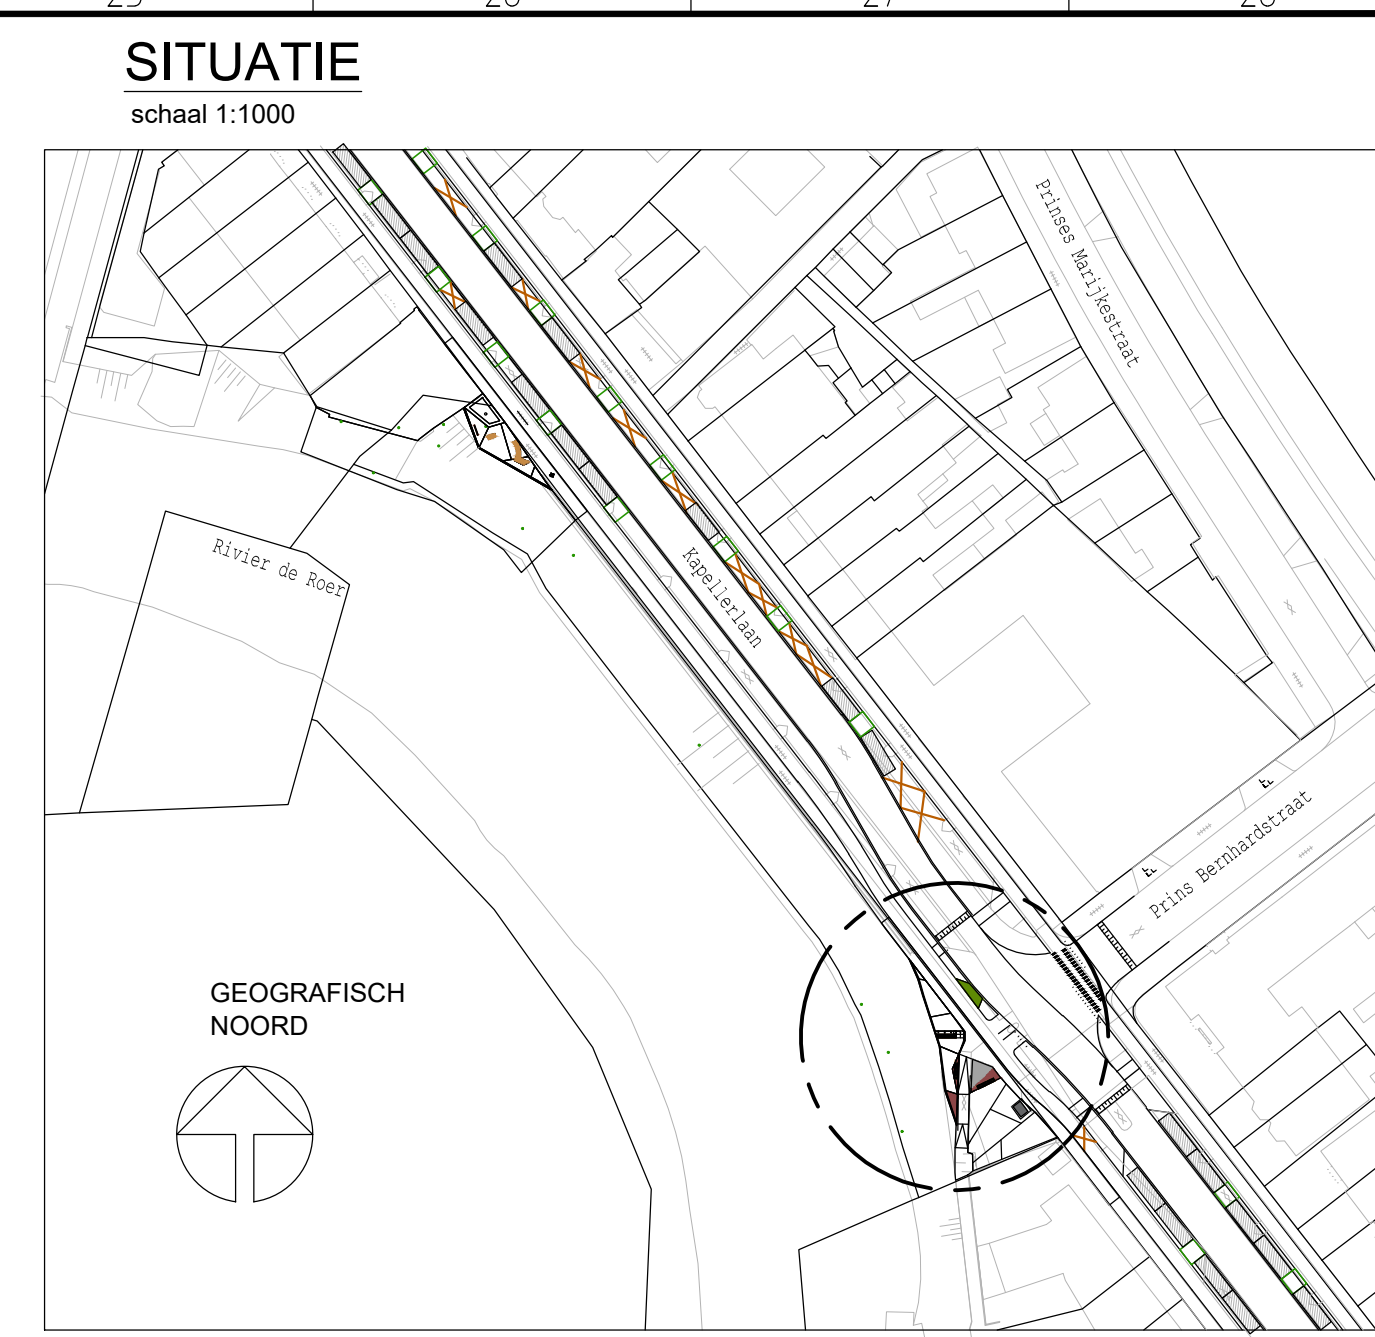 SITUATIE
schaal 1:1000
Prinses Marijkestraat
Rivier de Roer
Kapellerlaan
Prins Bernhardstraat
GEOGRAFISCH
NOORD